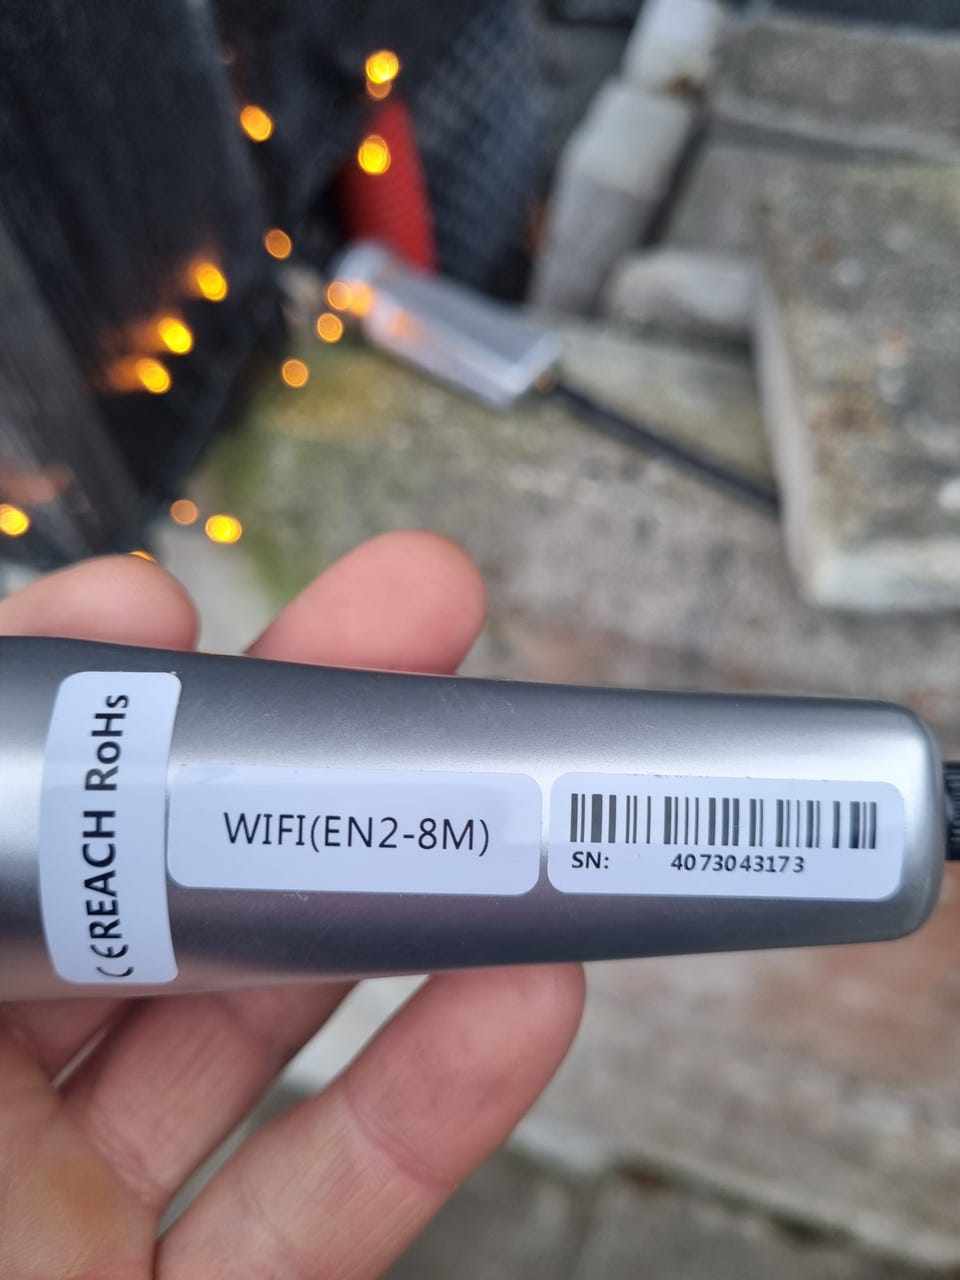 CE REACH RoHs
WIFI(EN2-8M)
SN: 4073043173